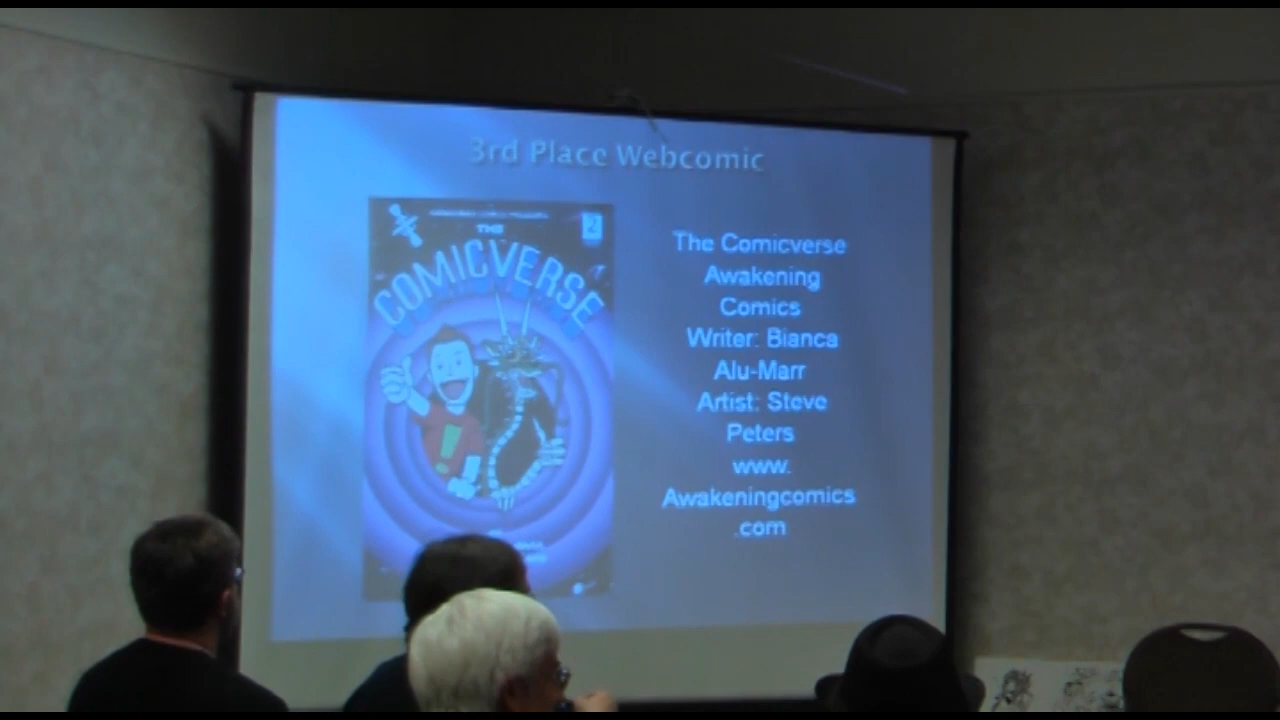 3rd Place Webcomic
2
THE
COMICVERSE
!
The Comicverse
Awakening
Comics
Writer: Bianca
Alu-Marr
Artist: Steve
Peters
www.
Awakeningcomics
.com